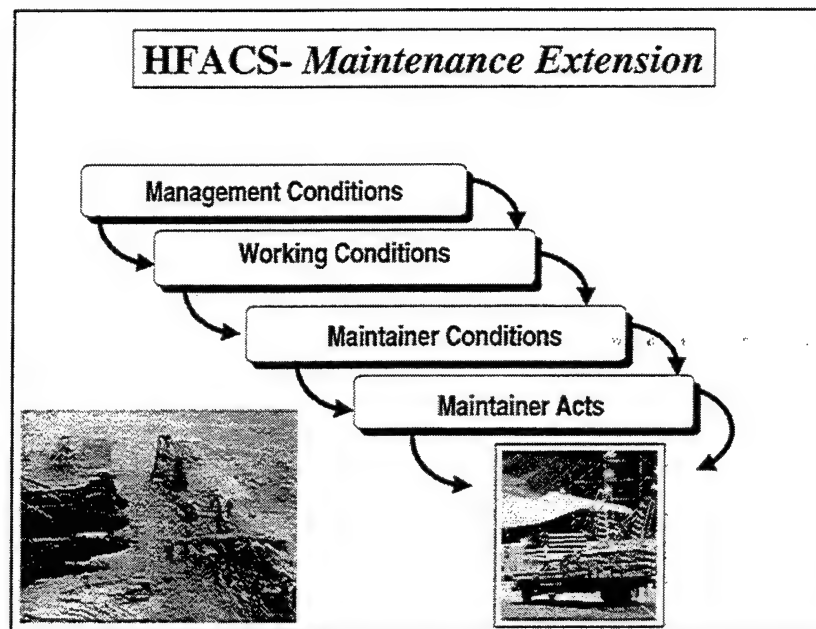 HFACS- Maintenance Extension
Management Conditions
Working Conditions
Maintainer Conditions
Maintainer Acts